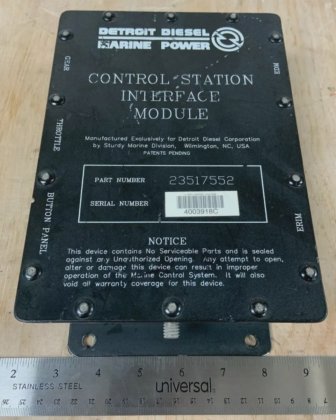 DETROIT DIESEL
MARINE POWER
CONTROL STATION
INTERFACE
MODULE
GEAR
THROTTLE
BUTTON PANEL
MDE
ERIM
Manufactured Exclusively for Detroit Diesel Corporation
by Sturdy Marine Division, Wilmington, NC, USA
PATENTS PENDING
PART NUMBER 23517552
SERIAL NUMBER 4003918C
NOTICE
This device contains No Serviceable Parts and is sealed
against any Unauthorized Opening. Any attempt to open,
alter or damage this device can result in improper
operation of the Marine Control System. It will also
void all warranty coverage for this device.
2 3 4 5 6 7 8 9
STAINLESS STEEL universal